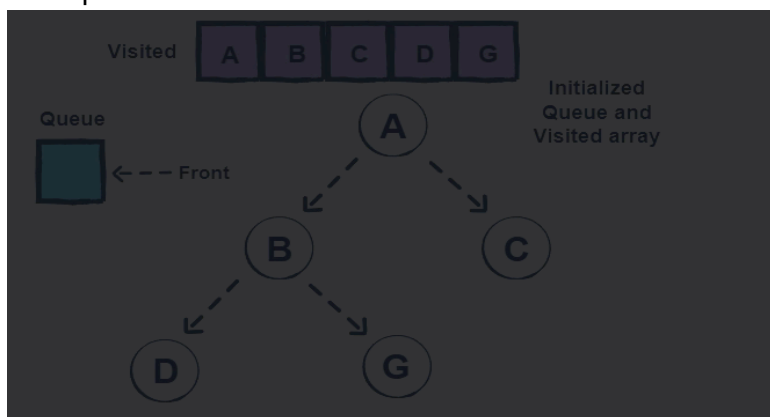 Visited
A B C D G
Initialized
Queue and
Visited array
Queue
Front
A
B
C
D
G